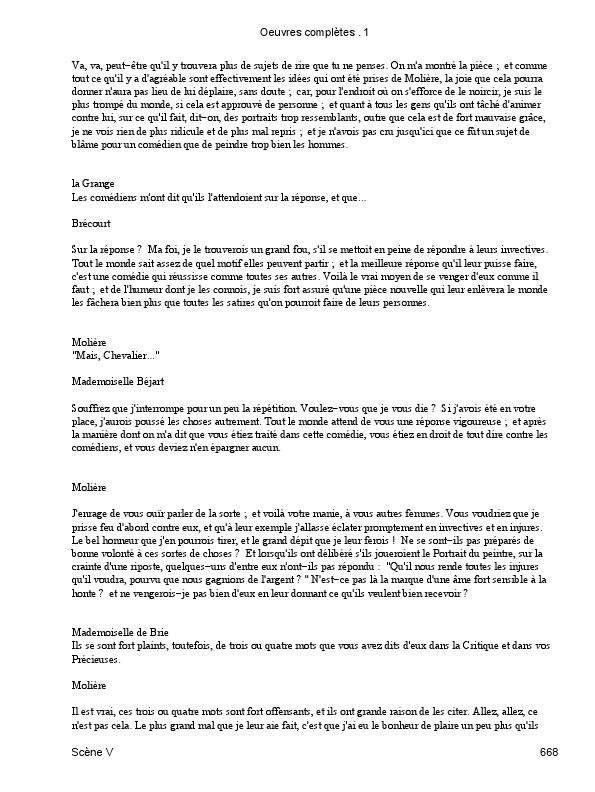 Oeuvres complètes . 1
Va, va, peut-être qu'il y trouvera plus de sujets de rire que tu ne penses. On m'a montré la pièce ; et comme
tout ce qu'il y a d'agréable sont effectivement les idées qui ont été prises de Molière, la joie que cela pourra
donner n'aura pas lieu de lui déplaire, sans doute ; car, pour l'endroit où on s'efforce de le noircir, je suis le
plus trompé du monde, si cela est approuvé de personne ; et quant à tous les gens qu'ils ont tâché d'animer
contre lui, sur ce qu'il fait, dit-on, des portraits trop ressemblants, outre que cela est de fort mauvaise grâce,
je ne vois rien de plus ridicule et de plus mal repris ; et je n'avois pas cru jusqu'ici que ce fût un sujet de
blâme pour un comédien que de peindre trop bien les hommes.
la Grange
Les comédiens m'ont dit qu'ils l'attendoient sur la réponse, et que...
Brécourt
Sur la réponse ? Ma foi, je le trouverois un grand fou, s'il se mettoit en peine de répondre à leurs invectives.
Tout le monde sait assez de quel motif elles peuvent partir ; et la meilleure réponse qu'il leur puisse faire,
c'est une comédie qui réussisse comme toutes ses autres. Voilà le vrai moyen de se venger d'eux comme il
faut ; et de l'humeur dont je les connois, je suis fort assuré qu'une pièce nouvelle qui leur enlèvera le monde
les fâchera bien plus que toutes les satires qu'on pourroit faire de leurs personnes.
Molière
"Mais, Chevalier..."
Mademoiselle Béjart
Souffrez que j'interrompe pour un peu la répétition. Voulez-vous que je vous die ? Si j'avois été en votre
place, j'aurois poussé les choses autrement. Tout le monde attend de vous une réponse vigoureuse ; et après
la manière dont on m'a dit que vous étiez traité dans cette comédie, vous étiez en droit de tout dire contre les
comédiens, et vous deviez n'en épargner aucun.
Molière
J'enrage de vous ouïr parler de la sorte ; et voilà votre manie, à vous autres femmes. Vous voudriez que je
prisse feu d'abord contre eux, et qu'à leur exemple j'allasse éclater promptement en invectives et en injures.
Le bel honneur que j'en pourrois tirer, et le grand dépit que je leur ferois ! Ne se sont-ils pas préparés de
bonne volonté à ces sortes de choses ? Et lorsqu'ils ont délibéré s'ils joueroient le Portrait du peintre, sur la
crainte d'une riposte, quelques-uns d'entre eux n'ont-ils pas répondu : "Qu'il nous rende toutes les injures
qu'il voudra, pourvu que nous gagnions de l'argent ? " N'est-ce pas là la marque d'une âme fort sensible à la
honte ? et ne vengerois-je pas bien d'eux en leur donnant ce qu'ils veulent bien recevoir ?
Mademoiselle de Brie
Ils se sont fort plaints, toutefois, de trois ou quatre mots que vous avez dits d'eux dans la Critique et dans vos
Précieuses.
Molière
Il est vrai, ces trois ou quatre mots sont fort offensants, et ils ont grande raison de les citer. Allez, allez, ce
n'est pas cela. Le plus grand mal que je leur aie fait, c'est que j'ai eu le bonheur de plaire un peu plus qu'ils
Scène V 668